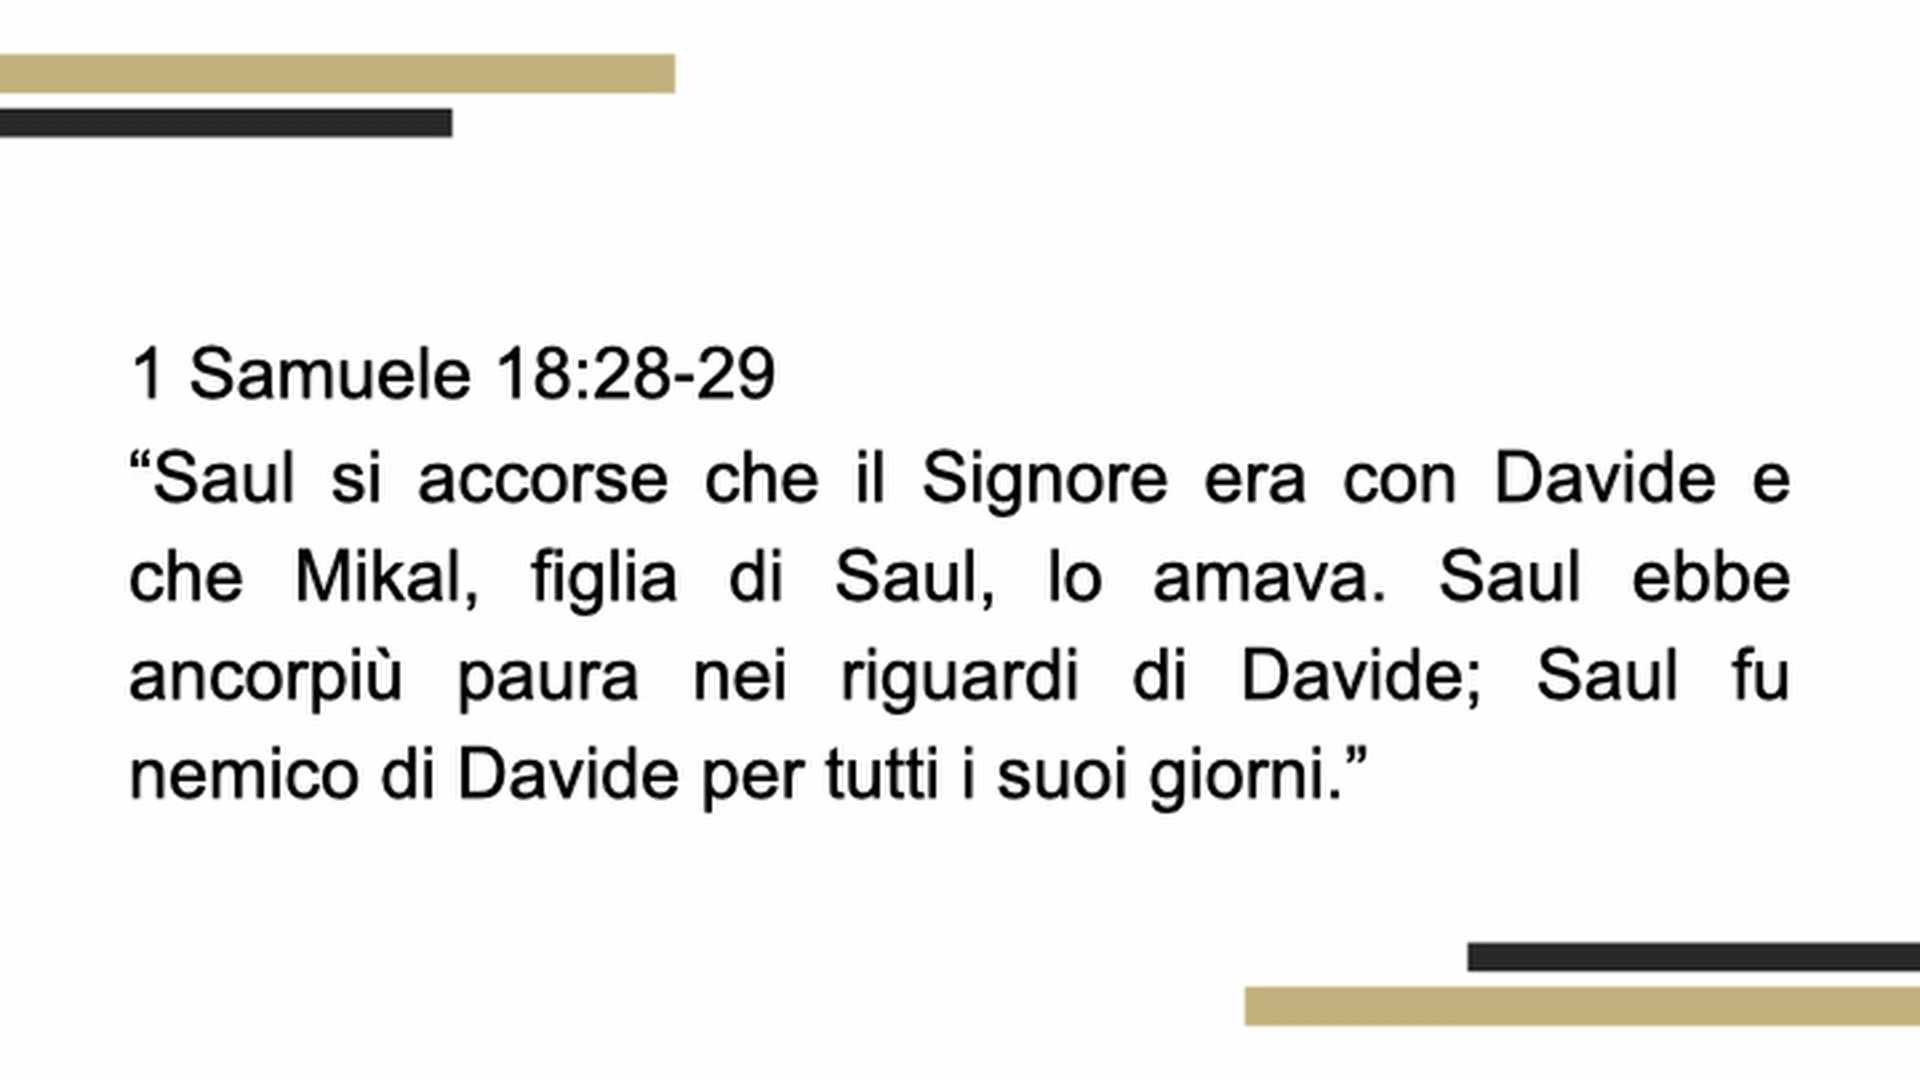 1 Samuele 18:28-29
“Saul si accorse che il Signore era con Davide e
che Mikal, figlia di Saul, lo amava. Saul ebbe
ancorpiù paura nei riguardi di Davide; Saul fu
nemico di Davide per tutti i suoi giorni.”